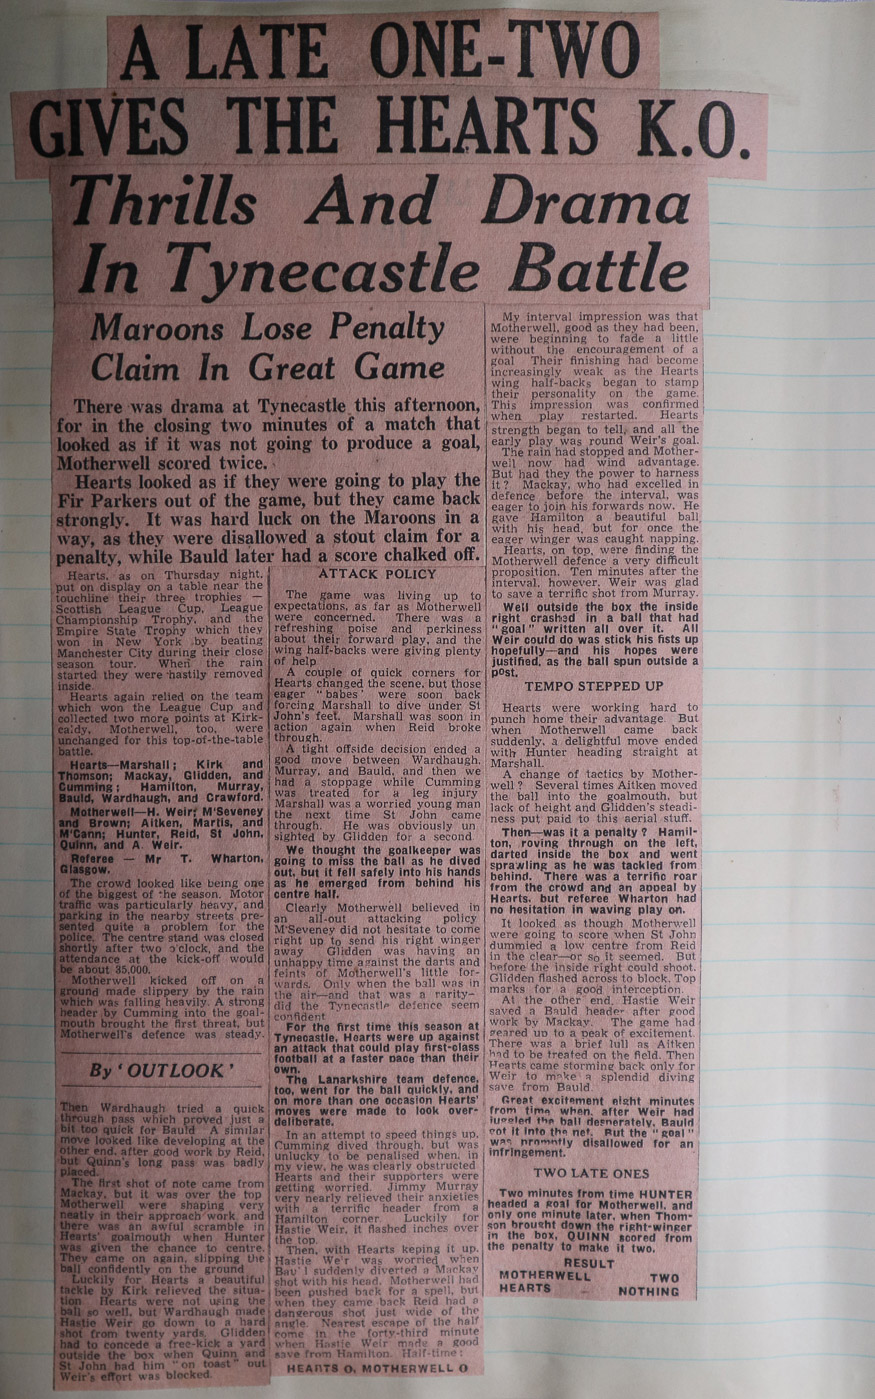 A LATE ONE-TWO
GIVES THE HEARTS K.O.
Thrills And Drama
In Tynecastle Battle
Maroons Lose Penalty
Claim In Great Game
There was drama at Tynecastle this afternoon,
for in the closing two minutes of a match that
looked as if it was not going to produce a goal,
Motherwell scored twice.
Hearts looked as if they were going to play the
Fir Parkers out of the game, but they came back
strongly. It was hard luck on the Maroons in a
way, as they were disallowed a stout claim for a
penalty, while Bauld later had a score chalked off.
Hearts, as on Thursday night,
put on display on a table near the
touchline their three trophies —
Scottish League Cup, League
Championship Trophy, and the
Empire State Trophy which they
won in New York by beating
Manchester City during their close
season tour. When the rain
started they were hastily removed
inside.
Hearts again relied on the team
which won the League Cup and
collected two more points at Kirk-
caldy. Motherwell, too, were
unchanged for this top-of-the-table
battle.
Hearts—Marshall; Kirk and
Thomson; Mackay, Glidden, and
Cumming; Hamilton, Murray,
Bauld, Wardhaugh, and Crawford.
Motherwell—H. Weir; M'Seveney
and Brown; Aitken, Martis, and
M'Cann; Hunter, Reid, St John,
Quinn, and A. Weir.
Referee — Mr T. Wharton,
Glasgow.
The crowd looked like being one
of the biggest of the season. Motor
traffic was particularly heavy, and
parking in the nearby streets pre-
sented quite a problem for the
police. The centre stand was closed
shortly after two o'clock, and the
attendance at the kick-off would
be about 35,000.
Motherwell kicked off on a
ground made slippery by the rain
which was falling heavily. A strong
header by Cumming into the goal-
mouth brought the first threat, but
Motherwell's defence was steady.
By 'OUTLOOK'
Then Wardhaugh tried a quick
through pass which proved just a
bit too quick for Bauld A similar
move looked like developing at the
other end, after good work by Reid,
but Quinn's long pass was badly
placed.
The first shot of note came from
Mackay, but it was over the top
Motherwell were shaping very
neatly in their approach work, and
there was an awful scramble in
Hearts' goalmouth when Hunter
was given the chance to centre.
They came on again, slipping the
ball confidently on the ground
Luckily for Hearts a beautiful
tackle by Kirk relieved the situa-
tion Hearts were not using the
ball so well, but Wardhaugh made
Hastie Weir go down to a hard
shot from twenty yards. Glidden
had to concede a free-kick a yard
outside the box when Quinn and
St John had him "on toast" but
Weir's effort was blocked.
ATTACK POLICY
The game was living up to
expectations, as far as Motherwell
were concerned. There was a
refreshing poise and perkiness
about their forward play, and the
wing half-backs were giving plenty
of help
A couple of quick corners for
Hearts changed the scene, but those
eager "babes" were soon back
forcing Marshall to dive under St
John's feet. Marshall was soon in
action again when Reid broke
through.
A tight offside decision ended a
good move between Wardhaugh,
Murray, and Bauld, and then we
had a stoppage while Cumming
was treated for a leg injury
Marshall was a worried young man
the next time St John came
through. He was obviously un
sighted by Glidden for a second
We thought the goalkeeper was
going to miss the ball as he dived
out, but it fell safely into his hands
as he emerged from behind his
centre half.
Clearly Motherwell believed in
an all-out attacking policy
M'Seveney did not hesitate to come
right up to send his right winger
away Glidden was having an
unhappy time against the darts and
feints of Motherwell's little for-
wards. Only when the ball was in
the air—and that was a rarity—
did the Tynecastle defence seem
confident
For the first time this season at
Tynecastle, Hearts were up against
an attack that could play first-class
football at a faster pace than their
own.
The Lanarkshire team defence,
too, went for the ball quickly, and
on more than one occasion Hearts'
moves were made to look over-
deliberate.
In an attempt to speed things up,
Cumming dived through, but was
unlucky to be penalised when, in
my view, he was clearly obstructed
Hearts and their supporters were
getting worried. Jimmy Murray
very nearly relieved their anxieties
with a terrific header from a
Hamilton corner. Luckily for
Hastie Weir, it flashed inches over
the top.
Then, with Hearts keping it up,
Hastie We'r was worried when
Bau'l suddenly diverted a Mackay
shot with his head. Motherwell had
been pushed back for a spell, but
when they came back Reid had a
dangerous shot just wide of the
angle. Nearest escape of the half
come in the forty-third minute
when Hastie Weir made a good
save from Hamilton. Half-time:
HEARTS 0, MOTHERWELL 0
My interval impression was that
Motherwell, good as they had been,
were beginning to fade a little
without the encouragement of a
goal Their finishing had become
increasingly weak as the Hearts
wing half-backs began to stamp
their personality on the game.
This impression was confirmed
when play restarted. Hearts
strength began to tell, and all the
early play was round Weir's goal.
The rain had stopped and Mother-
well now had wind advantage.
But had they the power to harness
it? Mackay, who had excelled in
defence before the interval, was
eager to join his forwards now. He
gave Hamilton a beautiful ball
with his head, but for once the
eager winger was caught napping.
Hearts, on top, were finding the
Motherwell defence a very difficult
proposition. Ten minutes after the
interval, however, Weir was glad
to save a terrific shot from Murray.
Well outside the box the inside
right crashed in a ball that had
"goal" written all over it. All
Weir could do was stick his fists up
hopefully—and his hopes were
justified, as the ball spun outside a
post.
TEMPO STEPPED UP
Hearts were working hard to
punch home their advantage But
when Motherwell came back
suddenly, a delightful move ended
with Hunter heading straight at
Marshall.
A change of tactics by Mother-
well? Several times Aitken moved
the ball into the goalmouth, but
lack of height and Glidden's steadi-
ness put paid to this aerial stuff.
Then—was it a penalty? Hamil-
ton, roving through on the left,
darted inside the box and went
sprawling as he was tackled from
behind. There was a terrific roar
from the crowd and an appeal by
Hearts, but referee Wharton had
no hesitation in waving play on.
It looked as though Motherwell
were going to score when St John
dummied a low centre from Reid
in the clear—or so it seemed. But
before the inside right could shoot.
Glidden flashed across to block. Top
marks for a good interception.
At the other end, Hastie Weir
saved a Bauld header after good
work by Mackay. The game had
geared up to a peak of excitement.
There was a brief lull as Aitken
had to be treated on the field. Then
Hearts came storming back only for
Weir to make a splendid diving
save from Bauld.
Great excitement eight minutes
from time when, after Weir had
juggled the ball desperately, Bauld
got it into the net. But the "goal"
was promptly disallowed for an
infringement.
TWO LATE ONES
Two minutes from time HUNTER
headed a goal for Motherwell, and
only one minute later, when Thom-
son brought down the right-winger
in the box, QUINN scored from
the penalty to make it two.
RESULT
MOTHERWELL TWO
HEARTS NOTHING